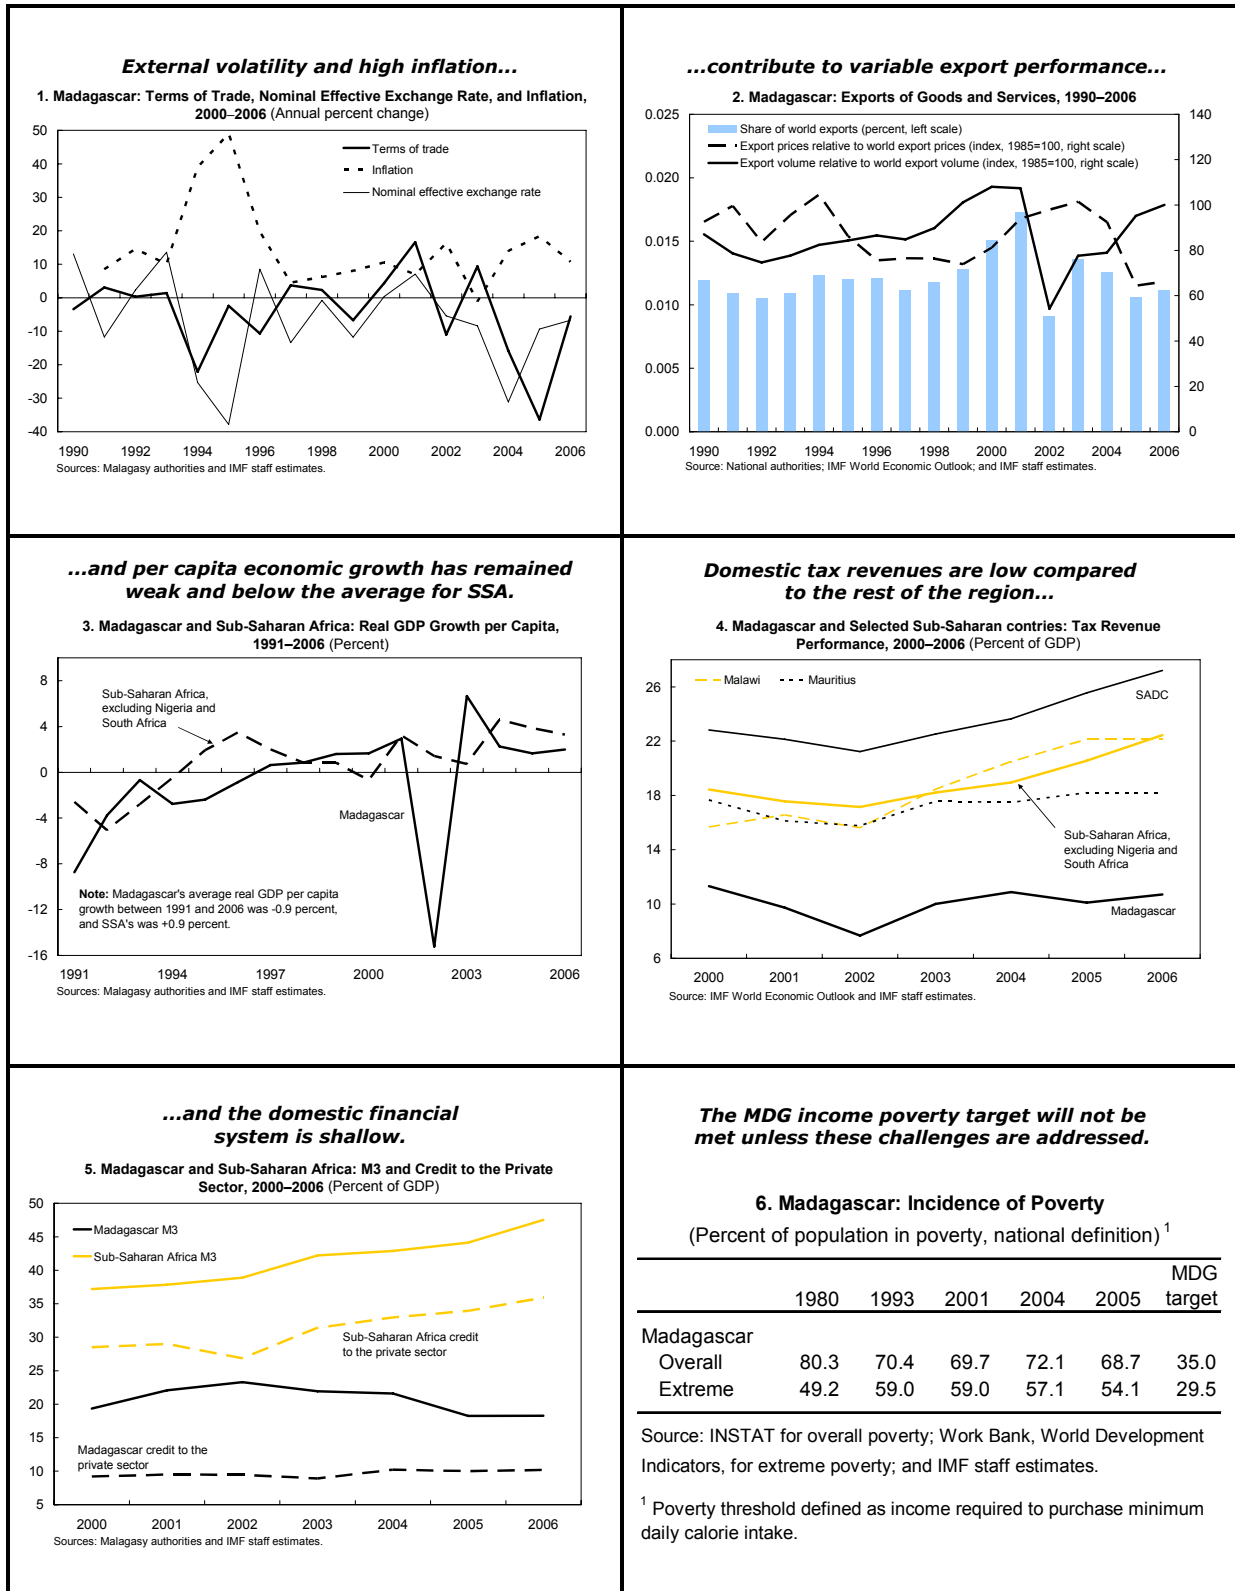 External volatility and high inflation...
1. Madagascar: Terms of Trade, Nominal Effective Exchange Rate, and Inflation,
2000–2006 (Annual percent change)
50
40
30
20
10
0
-10
-20
-30
-40
Terms of trade
Inflation
Nominal effective exchange rate
1990 1992 1994 1996 1998 2000 2002 2004 2006
Sources: Malagasy authorities and IMF staff estimates.
...contribute to variable export performance...
2. Madagascar: Exports of Goods and Services, 1990–2006
0.025
0.020
0.015
0.010
0.005
0.000
Share of world exports (percent, left scale)
Export prices relative to world export prices (index, 1985=100, right scale)
Export volume relative to world export volume (index, 1985=100, right scale)
140
120
100
80
60
40
20
0
1990 1992 1994 1996 1998 2000 2002 2004 2006
Source: National authorities; IMF World Economic Outlook; and IMF staff estimates.
...and per capita economic growth has remained
weak and below the average for SSA.
3. Madagascar and Sub-Saharan Africa: Real GDP Growth per Capita,
1991–2006 (Percent)
8
4
0
-4
-8
-12
-16
Sub-Saharan Africa,
excluding Nigeria and
South Africa
Madagascar
Note: Madagascar's average real GDP per capita
growth between 1991 and 2006 was -0.9 percent,
and SSA's was +0.9 percent.
1991 1994 1997 2000 2003 2006
Sources: Malagasy authorities and IMF staff estimates.
Domestic tax revenues are low compared
to the rest of the region...
4. Madagascar and Selected Sub-Saharan contries: Tax Revenue
Performance, 2000–2006 (Percent of GDP)
26
22
18
14
10
6
Malawi Mauritius
SADC
Sub-Saharan Africa,
excluding Nigeria and
South Africa
Madagascar
2000 2001 2002 2003 2004 2005 2006
Source: IMF World Economic Outlook and IMF staff estimates.
...and the domestic financial
system is shallow.
5. Madagascar and Sub-Saharan Africa: M3 and Credit to the Private
Sector, 2000–2006 (Percent of GDP)
50
45
40
35
30
25
20
15
10
5
Madagascar M3
Sub-Saharan Africa M3
Sub-Saharan Africa credit
to the private sector
Madagascar credit to the
private sector
2000 2001 2002 2003 2004 2005 2006
Sources: Malagasy authorities and IMF staff estimates.
The MDG income poverty target will not be
met unless these challenges are addressed.
6. Madagascar: Incidence of Poverty
(Percent of population in poverty, national definition) 1
MDG
1980 1993 2001 2004 2005 target
Madagascar
Overall 80.3 70.4 69.7 72.1 68.7 35.0
Extreme 49.2 59.0 59.0 57.1 54.1 29.5
Source: INSTAT for overall poverty; Work Bank, World Development
Indicators, for extreme poverty; and IMF staff estimates.
1 Poverty threshold defined as income required to purchase minimum
daily calorie intake.